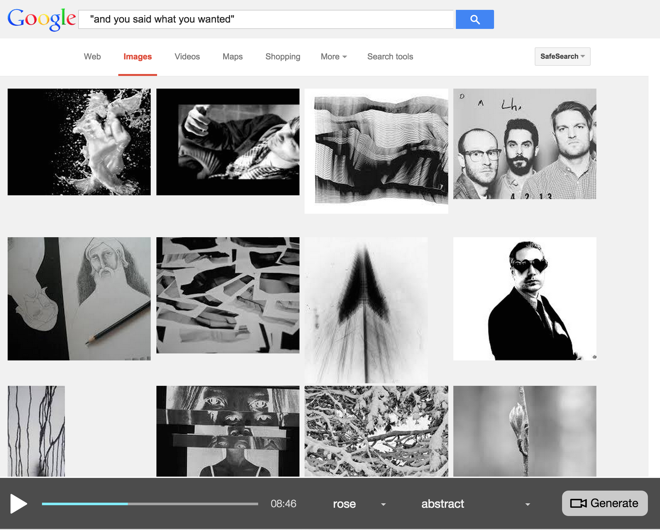 Google "and you said what you wanted"
Web Images Videos Maps Shopping More Search tools SafeSearch
4 2 1 3
08:46 rose abstract Generate